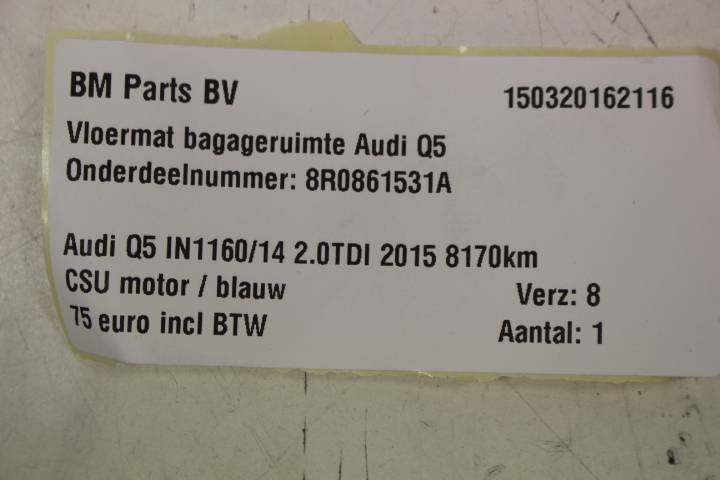 BM Parts BV 150320162116
Vloermat bagageruimte Audi Q5
Onderdeelnummer: 8R0861531A
Audi Q5 IN1160/14 2.0TDI 2015 8170km
CSU motor / blauw Verz: 8
75 euro incl BTW Aantal: 1